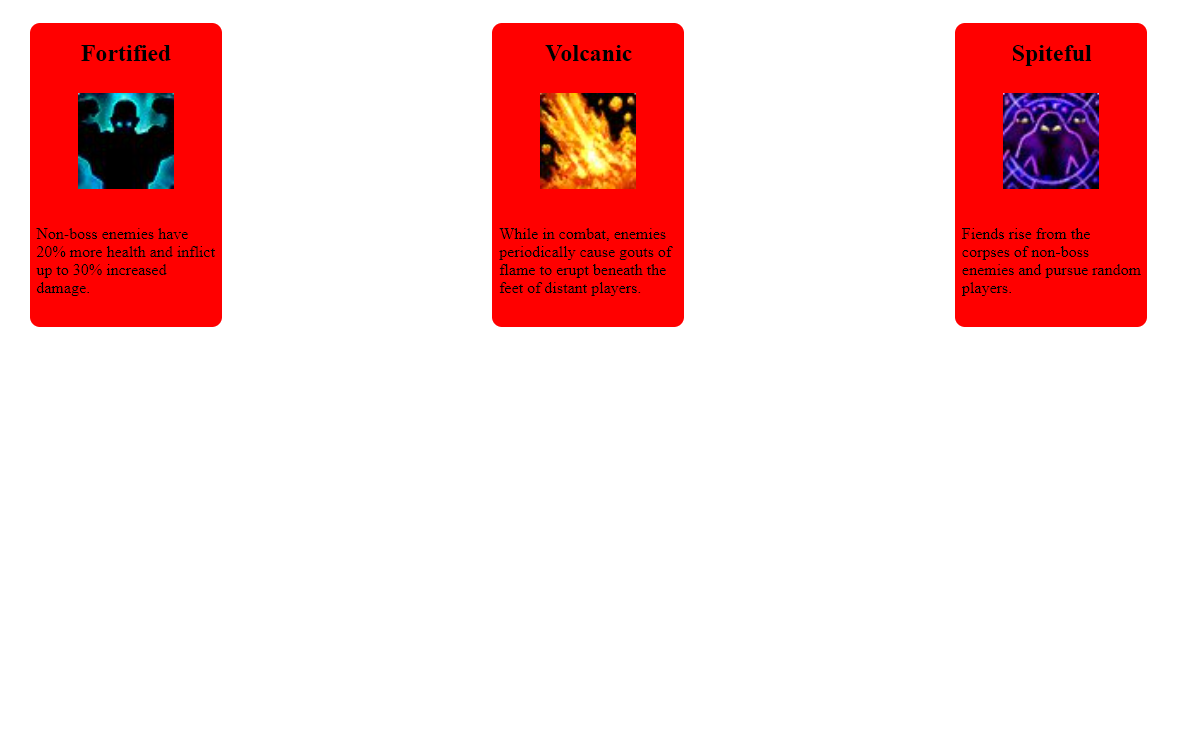 Fortified
Non-boss enemies have
20% more health and inflict
up to 30% increased
damage.
Volcanic
While in combat, enemies
periodically cause gouts of
flame to erupt beneath the
feet of distant players.
Spiteful
Fiends rise from the
corpses of non-boss
enemies and pursue random
players.